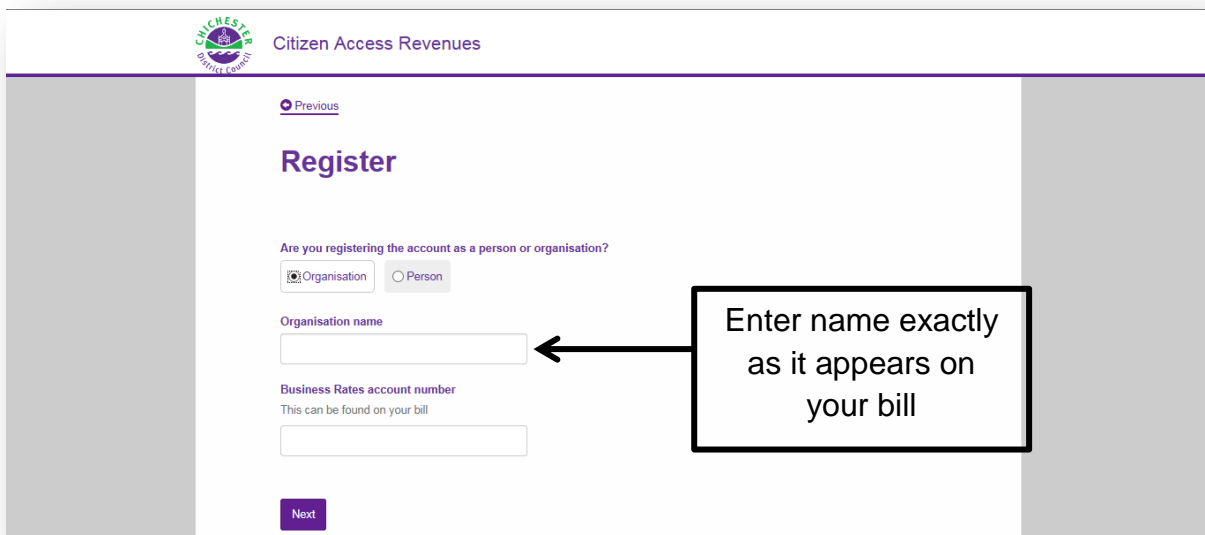 CHICHESTER
District Council
Citizen Access Revenues
Previous
Register
Are you registering the account as a person or organisation?
Organisation
Person
Organisation name
Enter name exactly
as it appears on
your bill
Business Rates account number
This can be found on your bill
Next